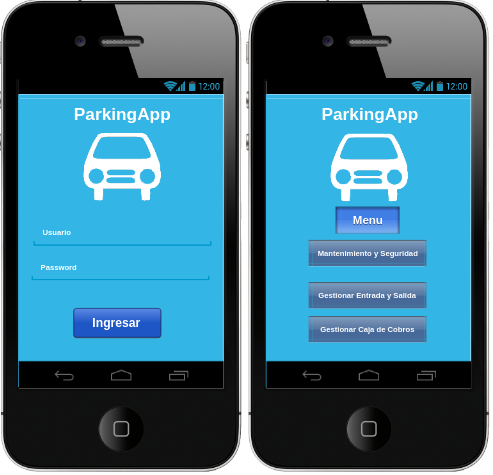 12:00
ParkingApp
Usuario
Password
Ingresar
12:00
ParkingApp
Menu
Mantenimiento y Seguridad
Gestionar Entrada y Salida
Gestionar Caja de Cobros